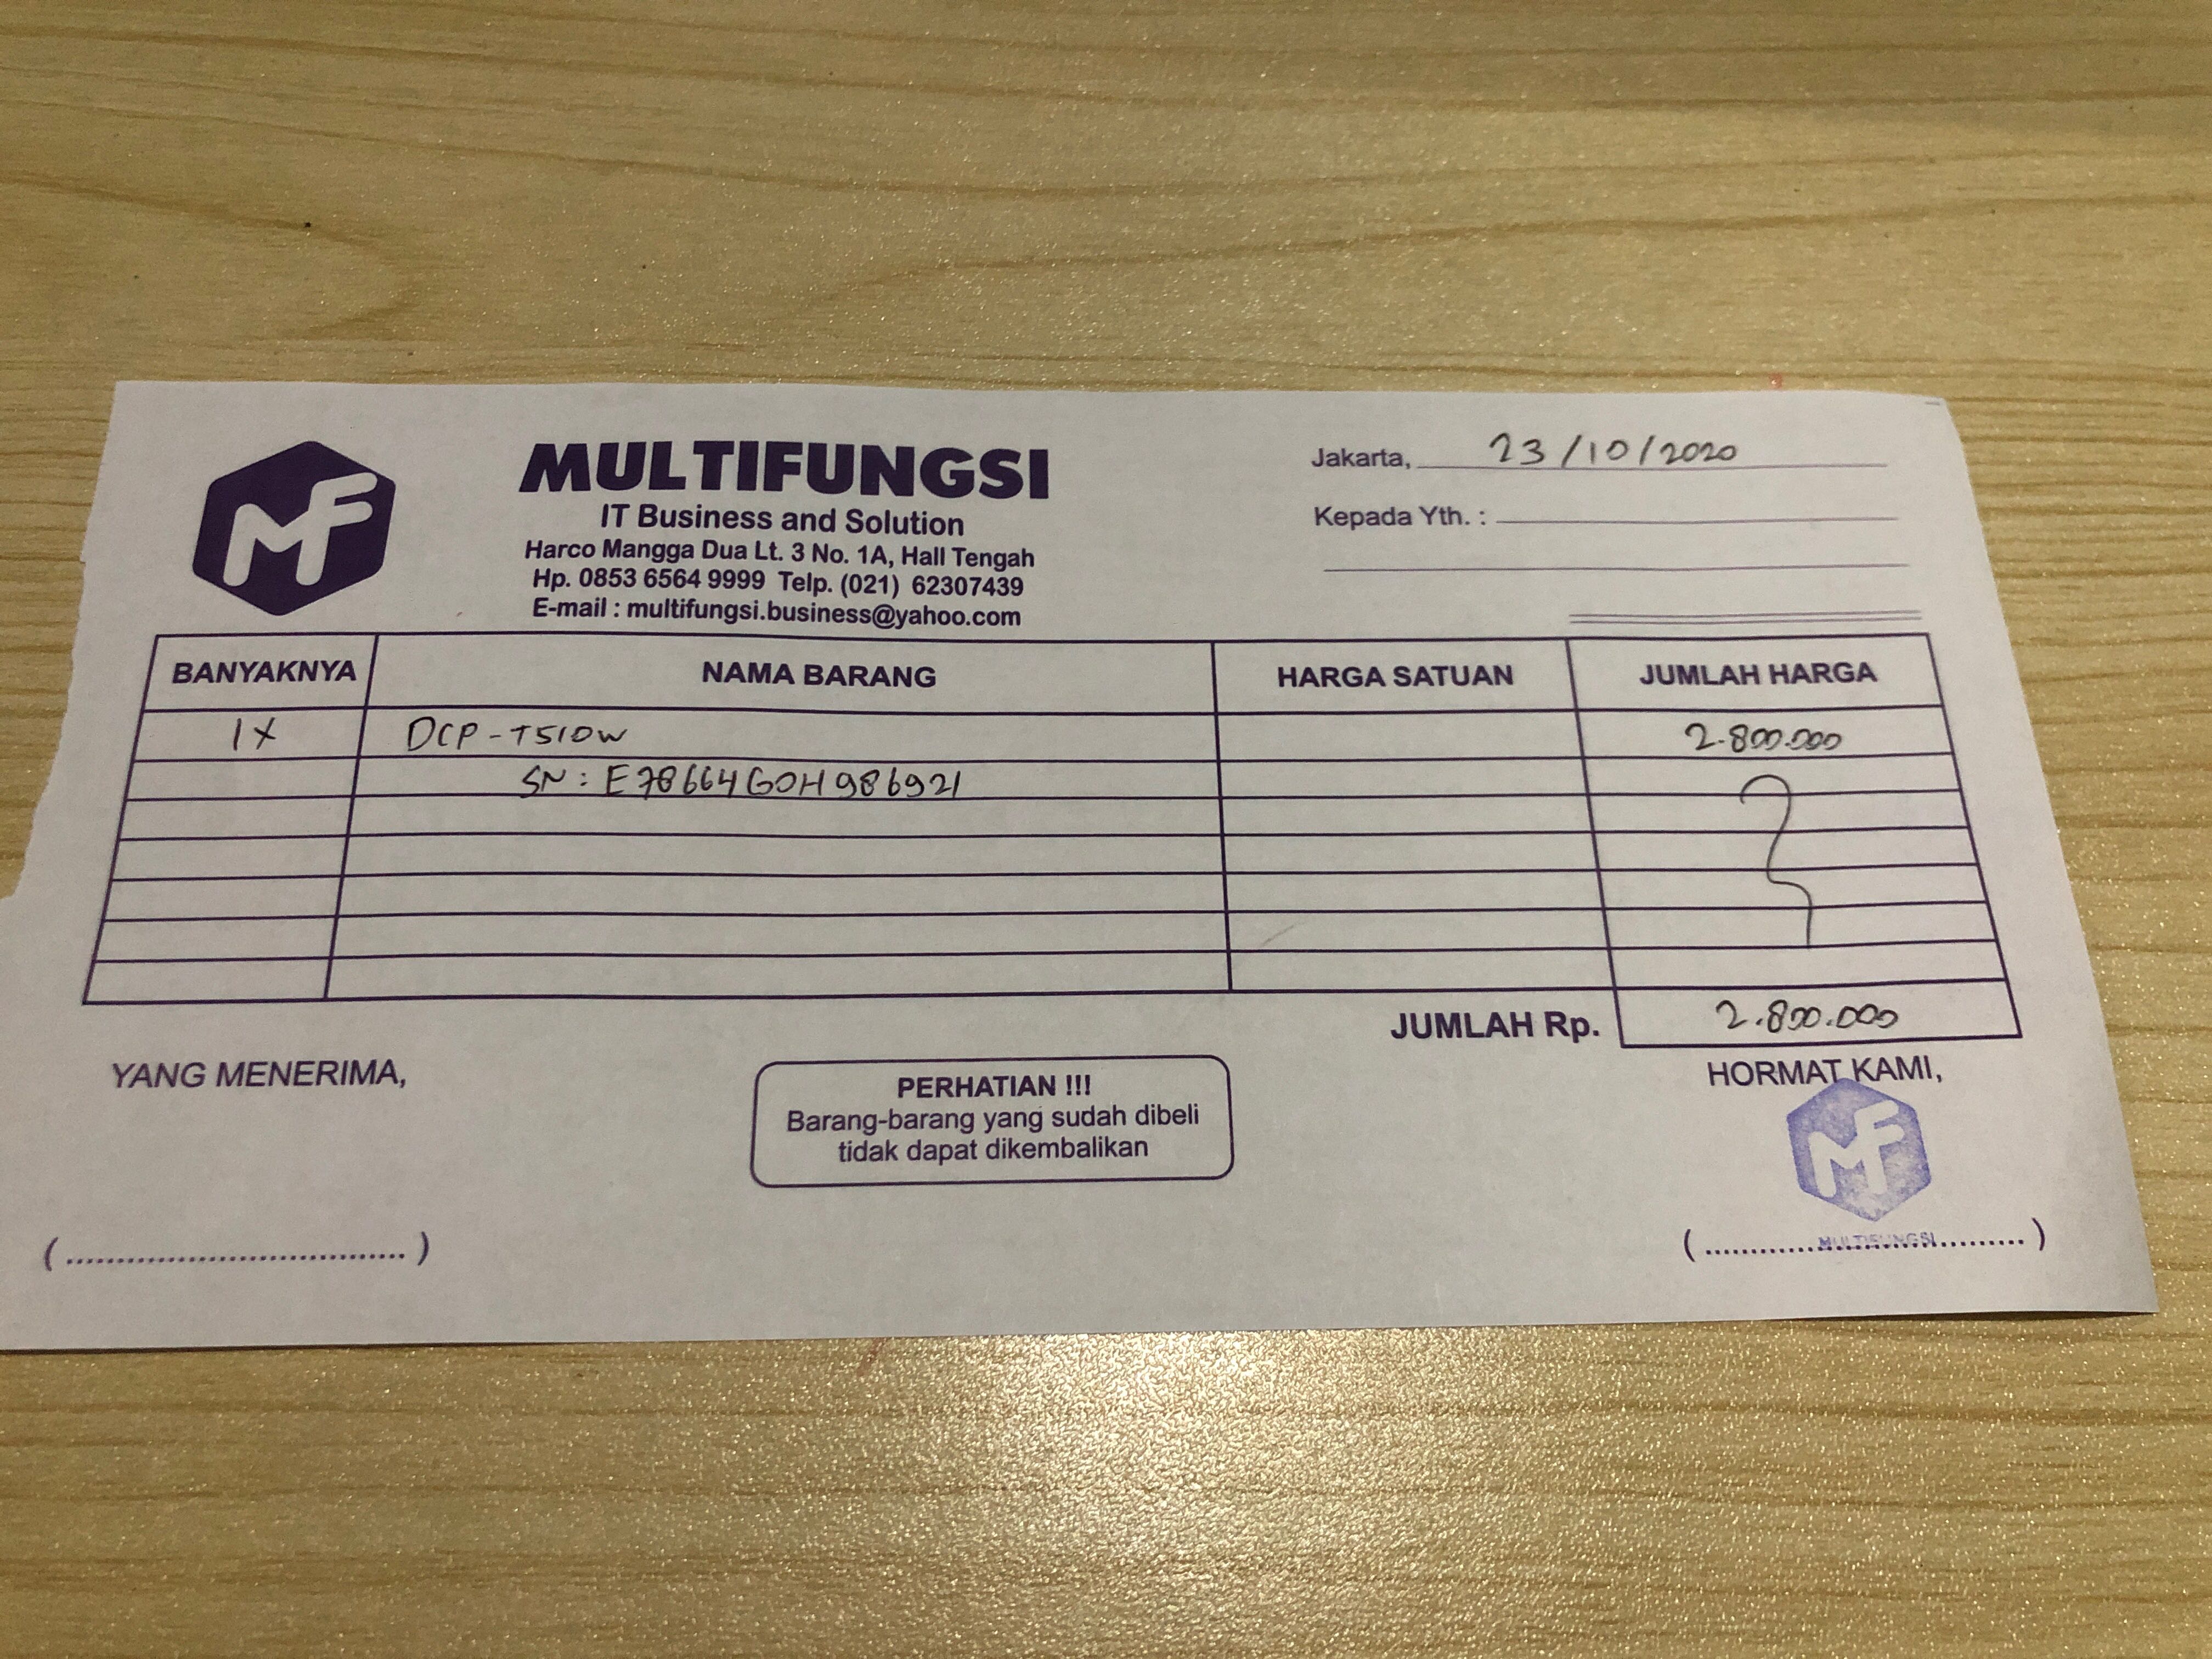 MF
MULTIFUNGSI
IT Business and Solution
Harco Mangga Dua Lt. 3 No. 1A, Hall Tengah
Hp. 0853 6564 9999 Telp. (021) 62307439
E-mail : multifungsi.business@yahoo.com
Jakarta, 23/10/2020
Kepada Yth. :
BANYAKNYA NAMA BARANG HARGA SATUAN JUMLAH HARGA
1X DCP-T510W 2.800.000
SN: E78664G0H986921
JUMLAH Rp. 2.800.000
YANG MENERIMA,
PERHATIAN !!!
Barang-barang yang sudah dibeli
tidak dapat dikembalikan
HORMAT KAMI,
MF
MULTIFUNGSI
(..................................)
(..................................)